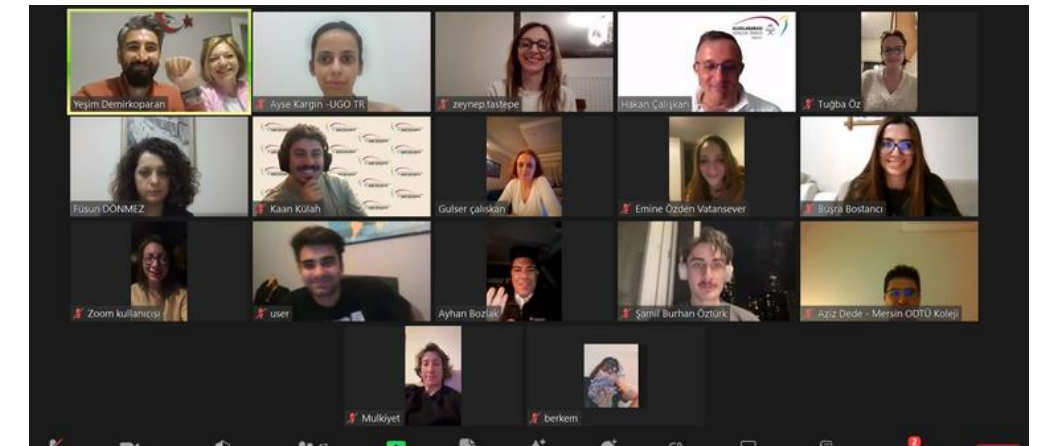 Yeşim Demirkoparan
Ayse Kargın -UGO TR
zeynep.tastepe
Hakan Çalışkan
Tuğba Öz
Füsun DÖNMEZ
Kaan Külah
Gulser çalıskan
Emine Özden Vatansever
Büşra Bostancı
Zoom kullanıcısı
user
Ayhan Bozlak
Şamil Burhan Öztürk
Aziz Dede - Mersin ODTÜ Koleji
Mulkiyet
berkem
2